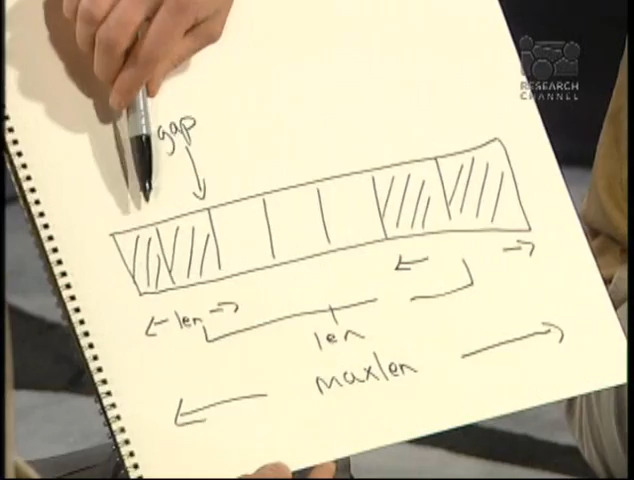 RESEARCH
CHANNEL
gap
len
len
maxlen